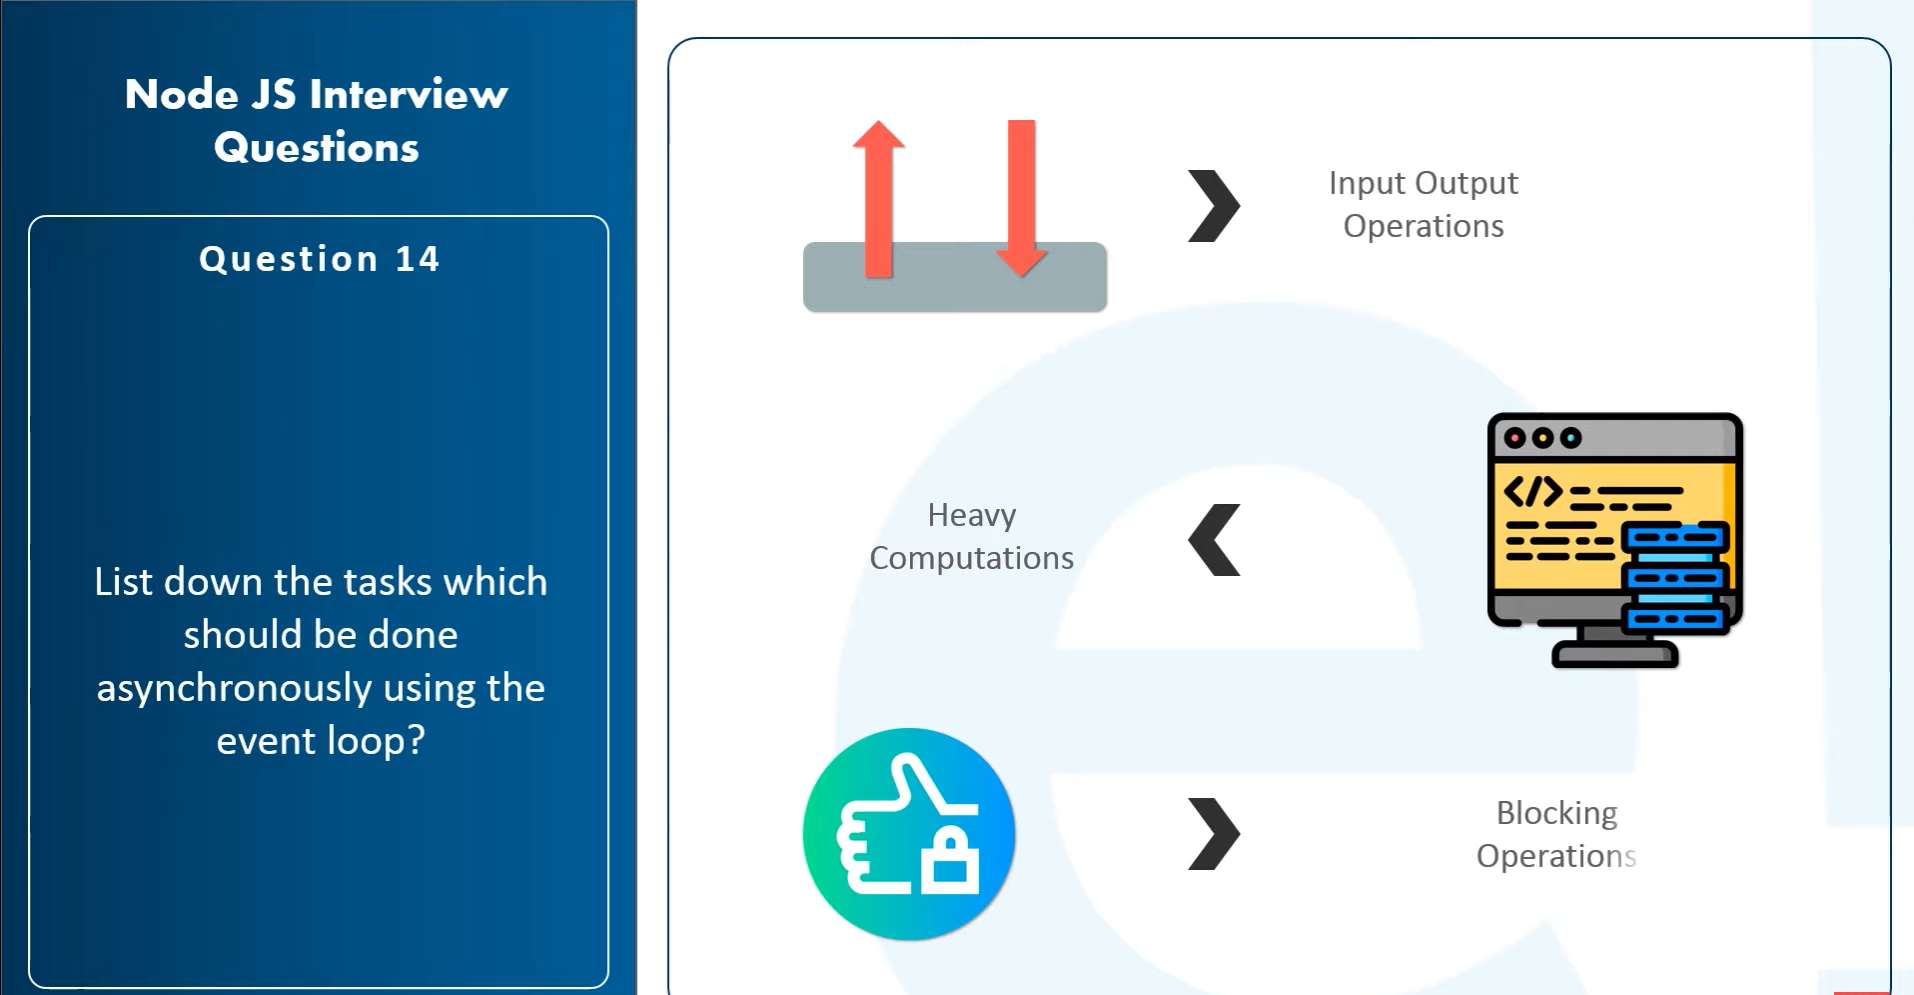 Node JS Interview
Questions
Question 14
List down the tasks which
should be done
asynchronously using the
event loop?
Input Output
Operations
Heavy
Computations
Blocking
Operations